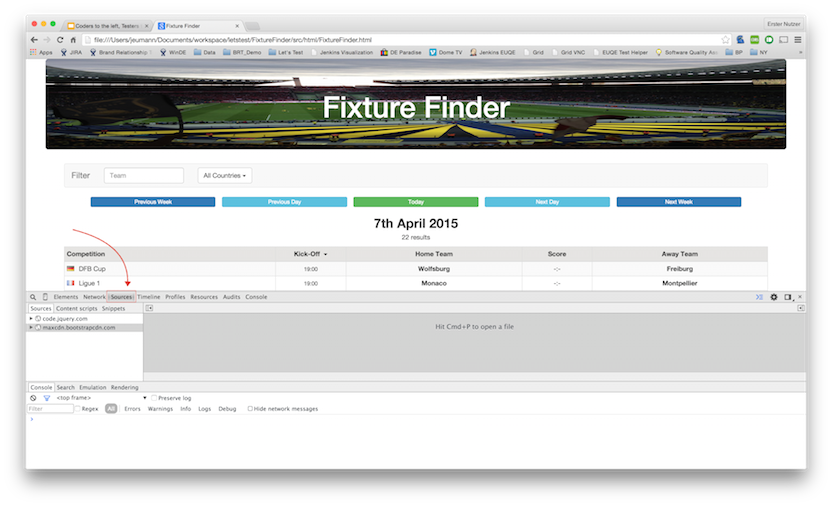 Coders to the left, Testers
Fixture Finder
Erster Nutzer
file:///Users/jeumann/Documents/workspace/letstest/FixtureFinder/src/html/FixtureFinder.html
Apps JIRA Brand Relationship WinDE Data BRT_Demo Let's Test Jenkins Visualization DE Paradise Dome TV Jenkins EUQE Grid Grid VNC EUQE Test Helper Software Quality Ass BP NY »
Fixture Finder
Filter Team All Countries
Previous Week Previous Day Today Next Day Next Week
7th April 2015
22 results
Competition Kick-Off Home Team Score Away Team
DFB Cup 19:00 Wolfsburg -:- Freiburg
Ligue 1 19:00 Monaco -:- Montpellier
Elements Network Sources Timeline Profiles Resources Audits Console
Sources Content scripts Snippets
code.jquery.com
maxcdn.bootstrapcdn.com
Hit Cmd+P to open a file
Console Search Emulation Rendering
<top frame> Preserve log
Filter Regex All Errors Warnings Info Logs Debug Hide network messages
>